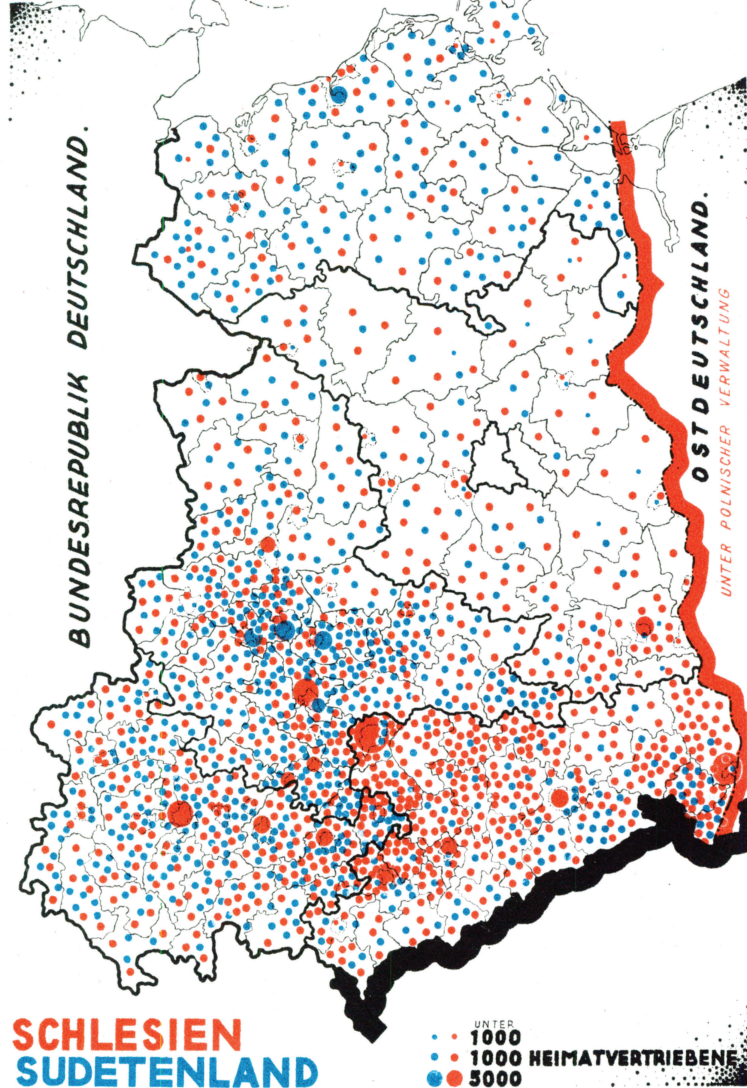 BUNDESREPUBLIK DEUTSCHLAND.
OSTDEUTSCHLAND.
UNTER POLNISCHER VERWALTUNG
SCHLESIEN
SUDETENLAND
UNTER
1000
1000 HEIMATVERTRIEBENE
5000